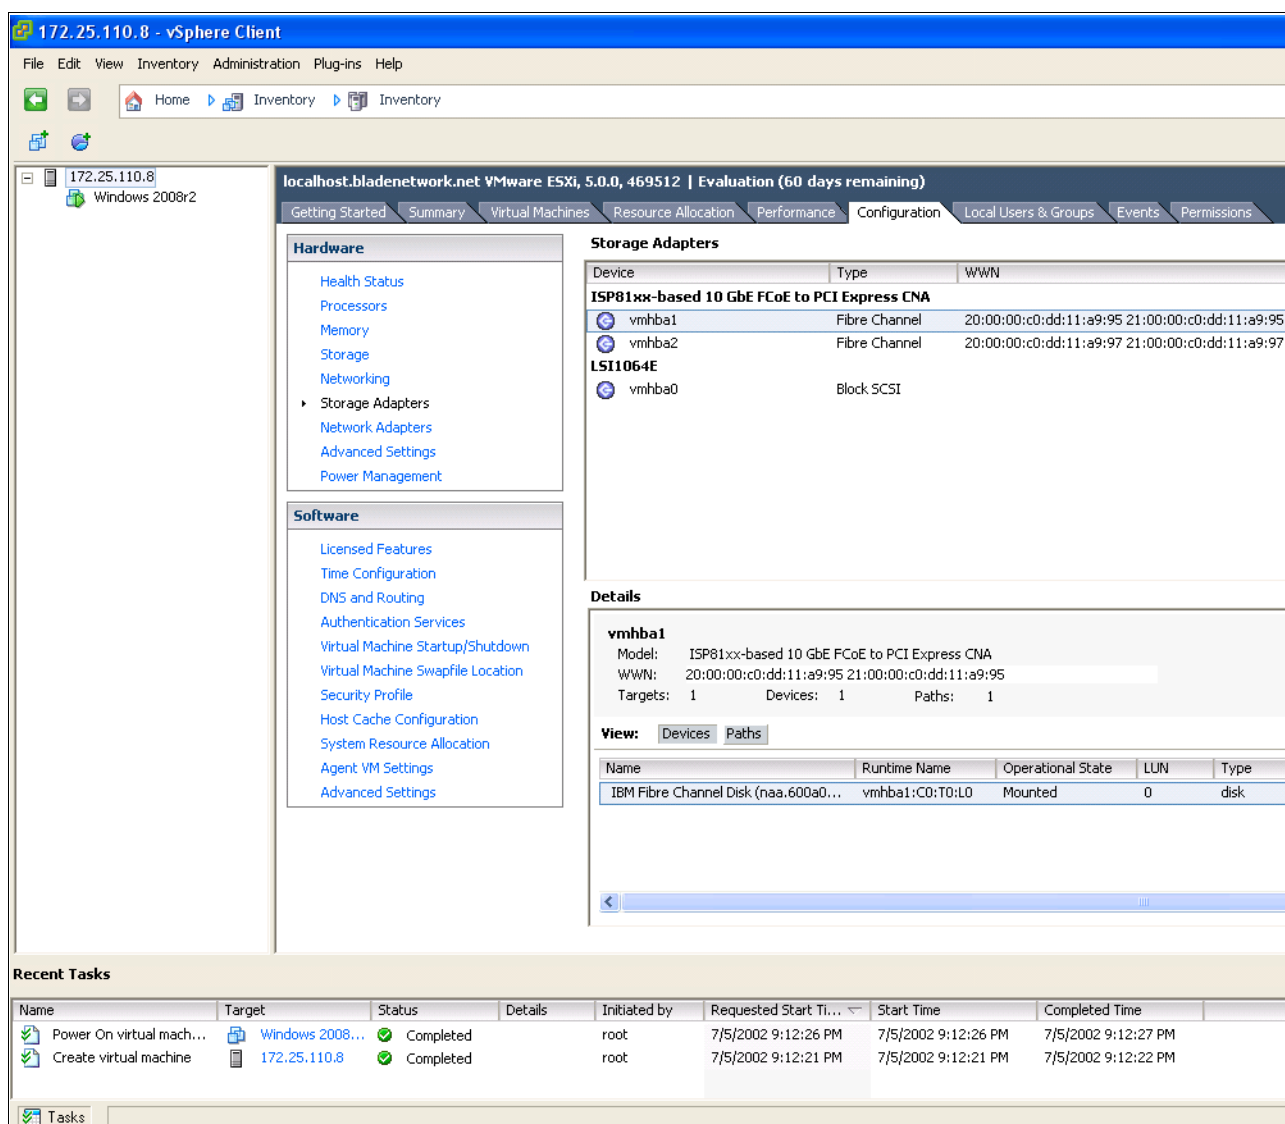 172.25.110.8 - vSphere Client
File Edit View Inventory Administration Plug-ins Help
Home Inventory Inventory
172.25.110.8
Windows 2008r2
localhost.bladenetwork.net VMware ESXi, 5.0.0, 469512 | Evaluation (60 days remaining)
Getting Started Summary Virtual Machines Resource Allocation Performance Configuration Local Users & Groups Events Permissions
Hardware
Health Status
Processors
Memory
Storage
Networking
Storage Adapters
Network Adapters
Advanced Settings
Power Management
Software
Licensed Features
Time Configuration
DNS and Routing
Authentication Services
Virtual Machine Startup/Shutdown
Virtual Machine Swapfile Location
Security Profile
Host Cache Configuration
System Resource Allocation
Agent VM Settings
Advanced Settings
Storage Adapters
Device Type WWN
ISP81xx-based 10 GbE FCoE to PCI Express CNA
vmhba1 Fibre Channel 20:00:00:c0:dd:11:a9:95 21:00:00:c0:dd:11:a9:95
vmhba2 Fibre Channel 20:00:00:c0:dd:11:a9:97 21:00:00:c0:dd:11:a9:97
LSI1064E
vmhba0 Block SCSI
Details
vmhba1
Model: ISP81xx-based 10 GbE FCoE to PCI Express CNA
WWN: 20:00:00:c0:dd:11:a9:95 21:00:00:c0:dd:11:a9:95
Targets: 1 Devices: 1 Paths: 1
View: Devices Paths
Name Runtime Name Operational State LUN Type
IBM Fibre Channel Disk (naa.600a0... vmhba1:C0:T0:L0 Mounted 0 disk
Recent Tasks
Name Target Status Details Initiated by Requested Start Ti... Start Time Completed Time
Power On virtual mach... Windows 2008... Completed root 7/5/2002 9:12:26 PM 7/5/2002 9:12:26 PM 7/5/2002 9:12:27 PM
Create virtual machine 172.25.110.8 Completed root 7/5/2002 9:12:21 PM 7/5/2002 9:12:21 PM 7/5/2002 9:12:22 PM
Tasks